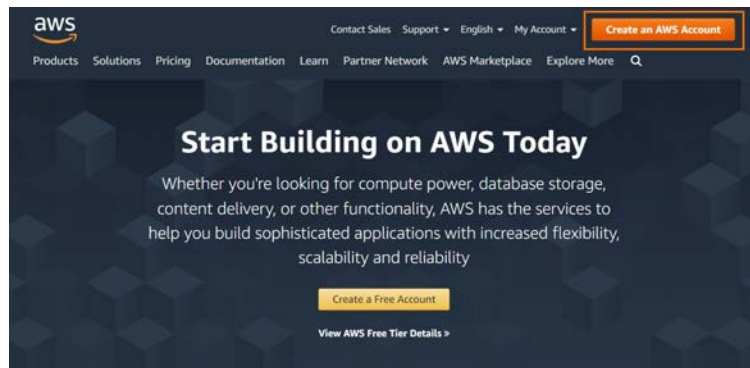 aws
Contact Sales Support English My Account Create an AWS Account
Products Solutions Pricing Documentation Learn Partner Network AWS Marketplace Explore More
Start Building on AWS Today
Whether you're looking for compute power, database storage,
content delivery, or other functionality, AWS has the services to
help you build sophisticated applications with increased flexibility,
scalability and reliability
Create a Free Account
View AWS Free Tier Details »